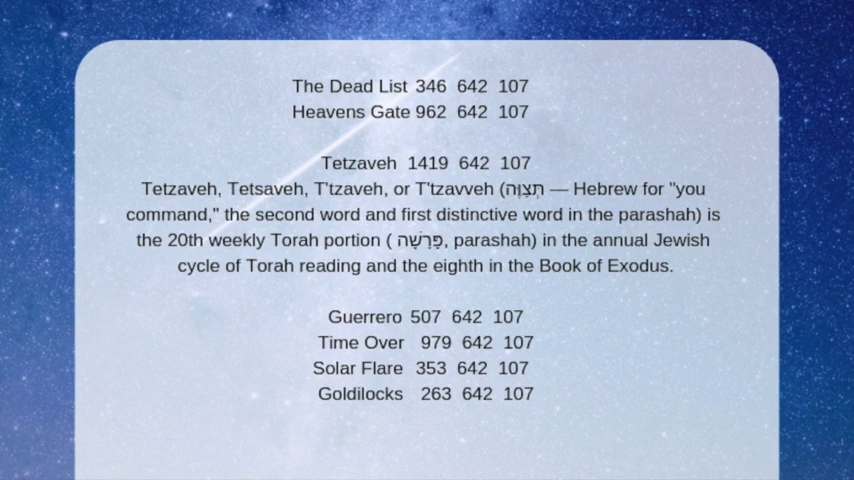 The Dead List 346 642 107
Heavens Gate 962 642 107
Tetzaveh 1419 642 107
Tetzaveh, Tetsaveh, T'tzaveh, or T'tzavveh (תְּצַוֶּה — Hebrew for "you
command," the second word and first distinctive word in the parashah) is
the 20th weekly Torah portion ( פָּרָשָׁה, parashah) in the annual Jewish
cycle of Torah reading and the eighth in the Book of Exodus.
Guerrero 507 642 107
Time Over 979 642 107
Solar Flare 353 642 107
Goldilocks 263 642 107